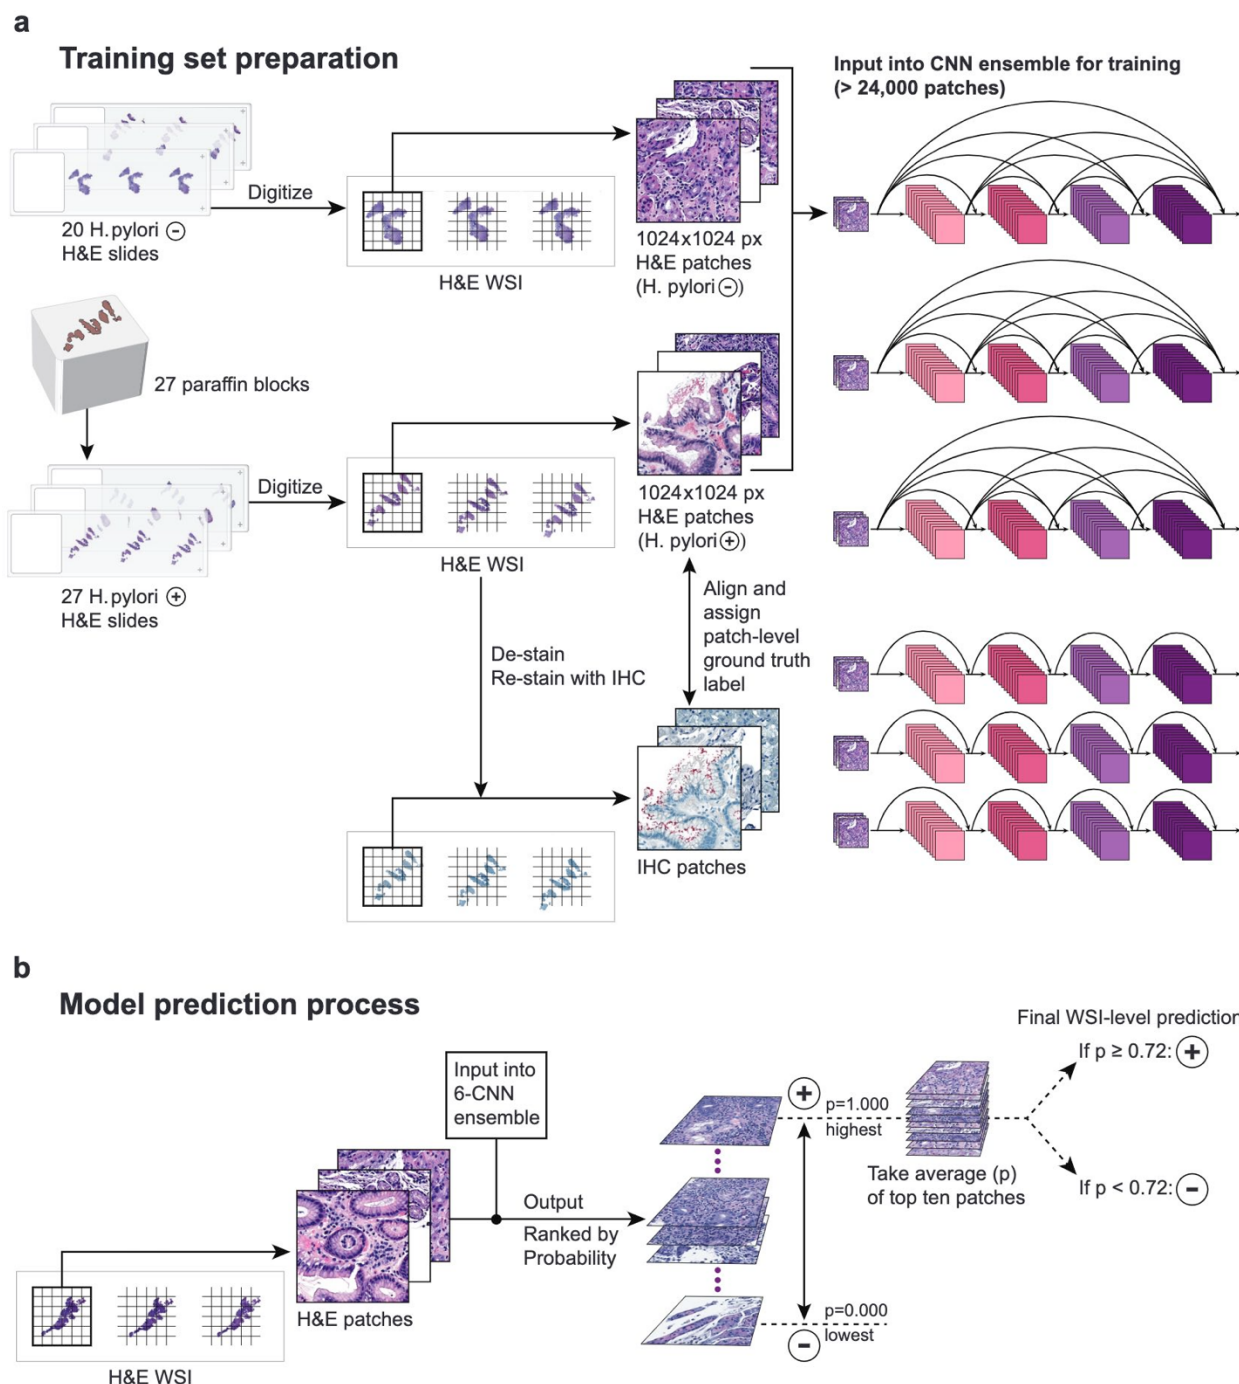 a
Training set preparation
Input into CNN ensemble for training
(> 24,000 patches)
Digitize
20 H.pylori ⊖
H&E slides
H&E WSI
1024x1024 px
H&E patches
(H. pylori ⊖)
27 paraffin blocks
Digitize
27 H.pylori ⊕
H&E slides
H&E WSI
1024x1024 px
H&E patches
(H. pylori ⊕)
De-stain
Re-stain with IHC
Align and
assign
patch-level
ground truth
label
IHC patches
b
Model prediction process
Input into
6-CNN
ensemble
H&E WSI
H&E patches
Output
Ranked by
Probability
+
p=1.000
highest
p=0.000
lowest
−
Take average (p)
of top ten patches
Final WSI-level prediction
If p ≥ 0.72: ⊕
If p < 0.72: ⊖